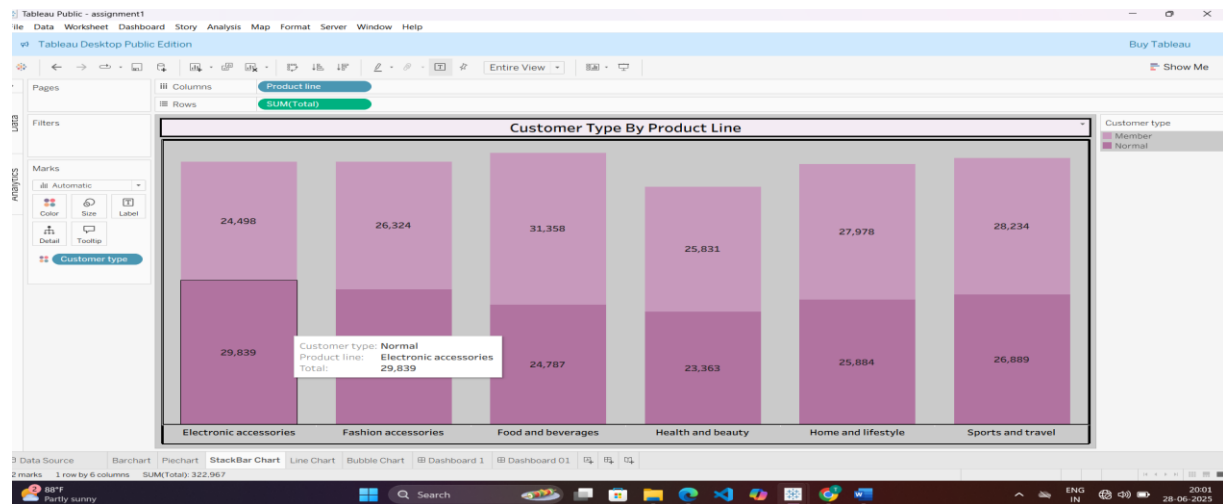 Tableau Public - assignment1
ile Data Worksheet Dashboard Story Analysis Map Format Server Window Help
Tableau Desktop Public Edition
Buy Tableau
Entire View
Show Me
Pages
Columns
Product line
Rows
SUM(Total)
Data
Analytics
Filters
Marks
Automatic
Color Size Label
Detail Tooltip
Customer type
Customer Type By Product Line
Customer type
Member
Normal
24,498 26,324 31,358 25,831 27,978 28,234
29,839 24,787 23,363 25,884 26,889
Customer type: Normal
Product line: Electronic accessories
Total: 29,839
Electronic accessories Fashion accessories Food and beverages Health and beauty Home and lifestyle Sports and travel
Data Source Barchart Piechart StackBar Chart Line Chart Bubble Chart Dashboard 1 Dashboard 01
2 marks 1 row by 6 columns SUM(Total): 322,967
2
88°F
Partly sunny
Search
ENG
IN
20:01
28-06-2025